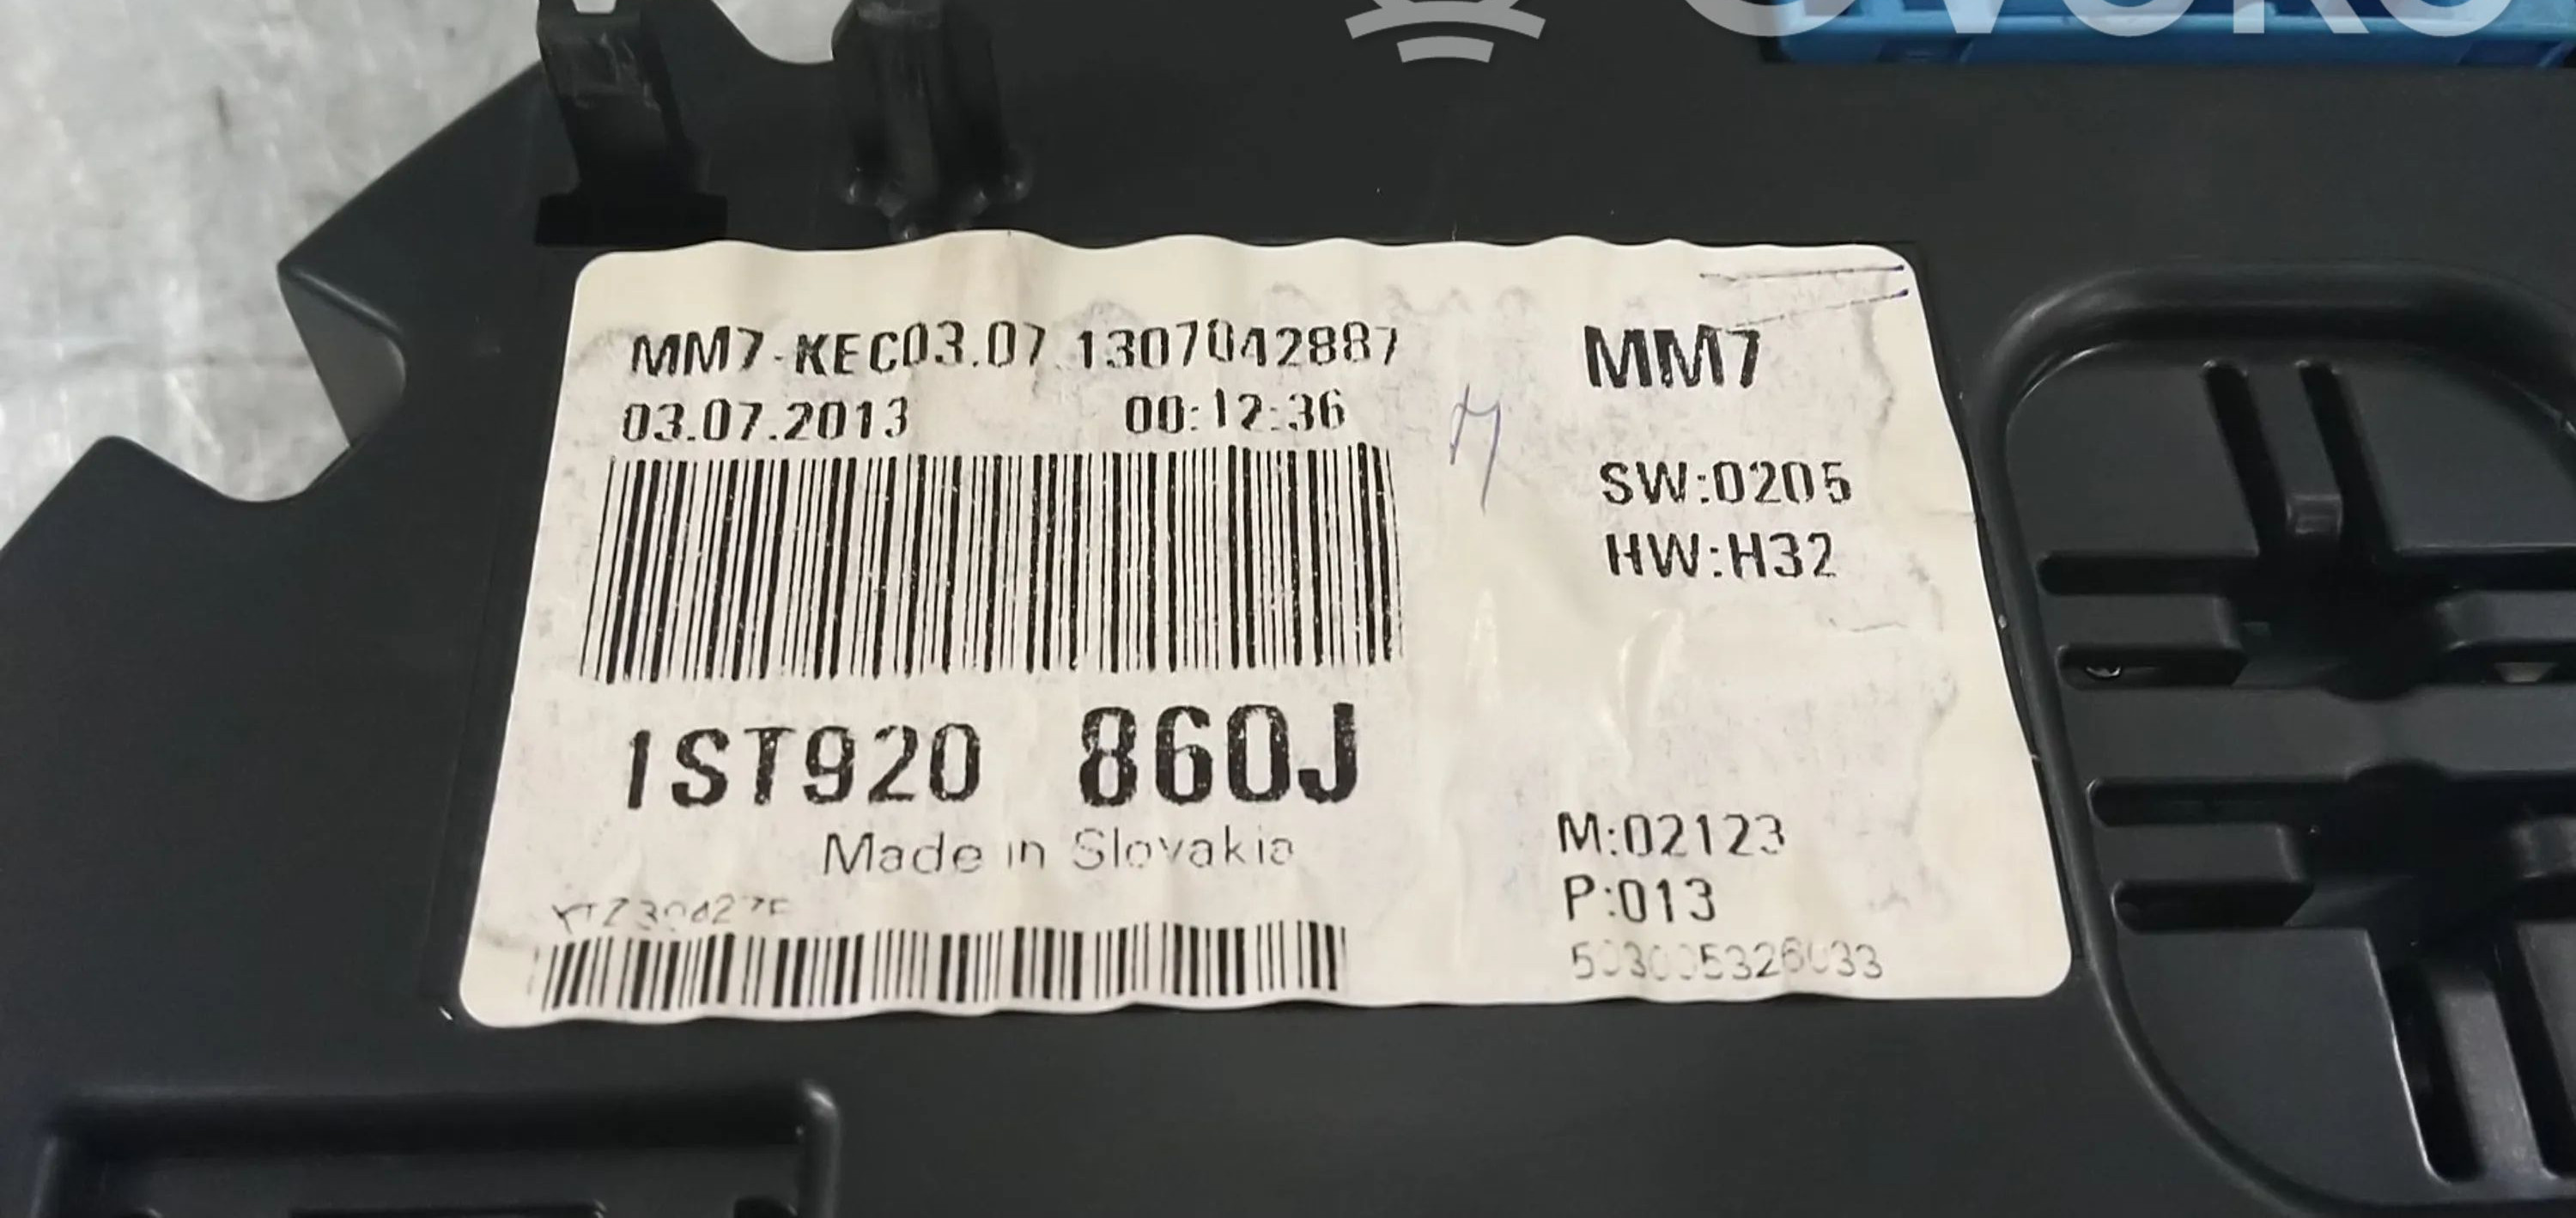 MM7-KEC03.07 1307042887
03.07.2013 00:12:36
MM7
SW:0205
HW:H32
1ST920 860J
Made in Slovakia
M:02123
P:013